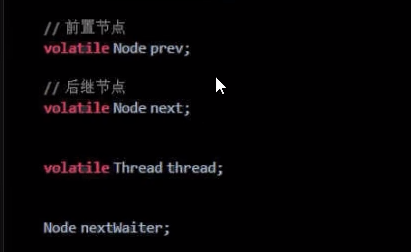 // 前置节点
volatile Node prev;
// 后继节点
volatile Node next;
volatile Thread thread;
Node nextWaiter;